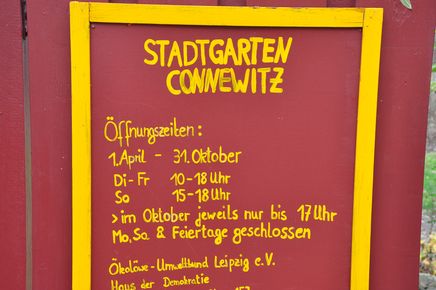 STADTGARTEN
CONNEWITZ
Öffnungszeiten:
1. April - 31. Oktober
Di-Fr 10-18 Uhr
So 15-18 Uhr
> im Oktober jeweils nur bis 17 Uhr
Mo, Sa & Feiertage geschlossen
Ökolöwe - Umweltbund Leipzig e.V.
Haus der Demokratie